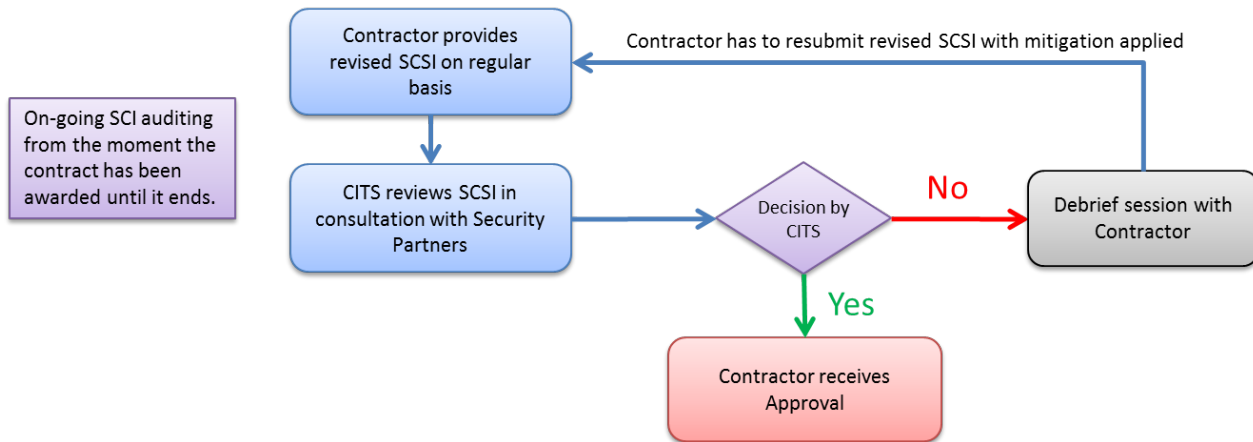 Contractor provides
revised SCSI on regular
basis
Contractor has to resubmit revised SCSI with mitigation applied
On-going SCI auditing
from the moment the
contract has been
awarded until it ends.
CITS reviews SCSI in
consultation with Security
Partners
Decision by
CITS
No
Debrief session with
Contractor
Yes
Contractor receives
Approval